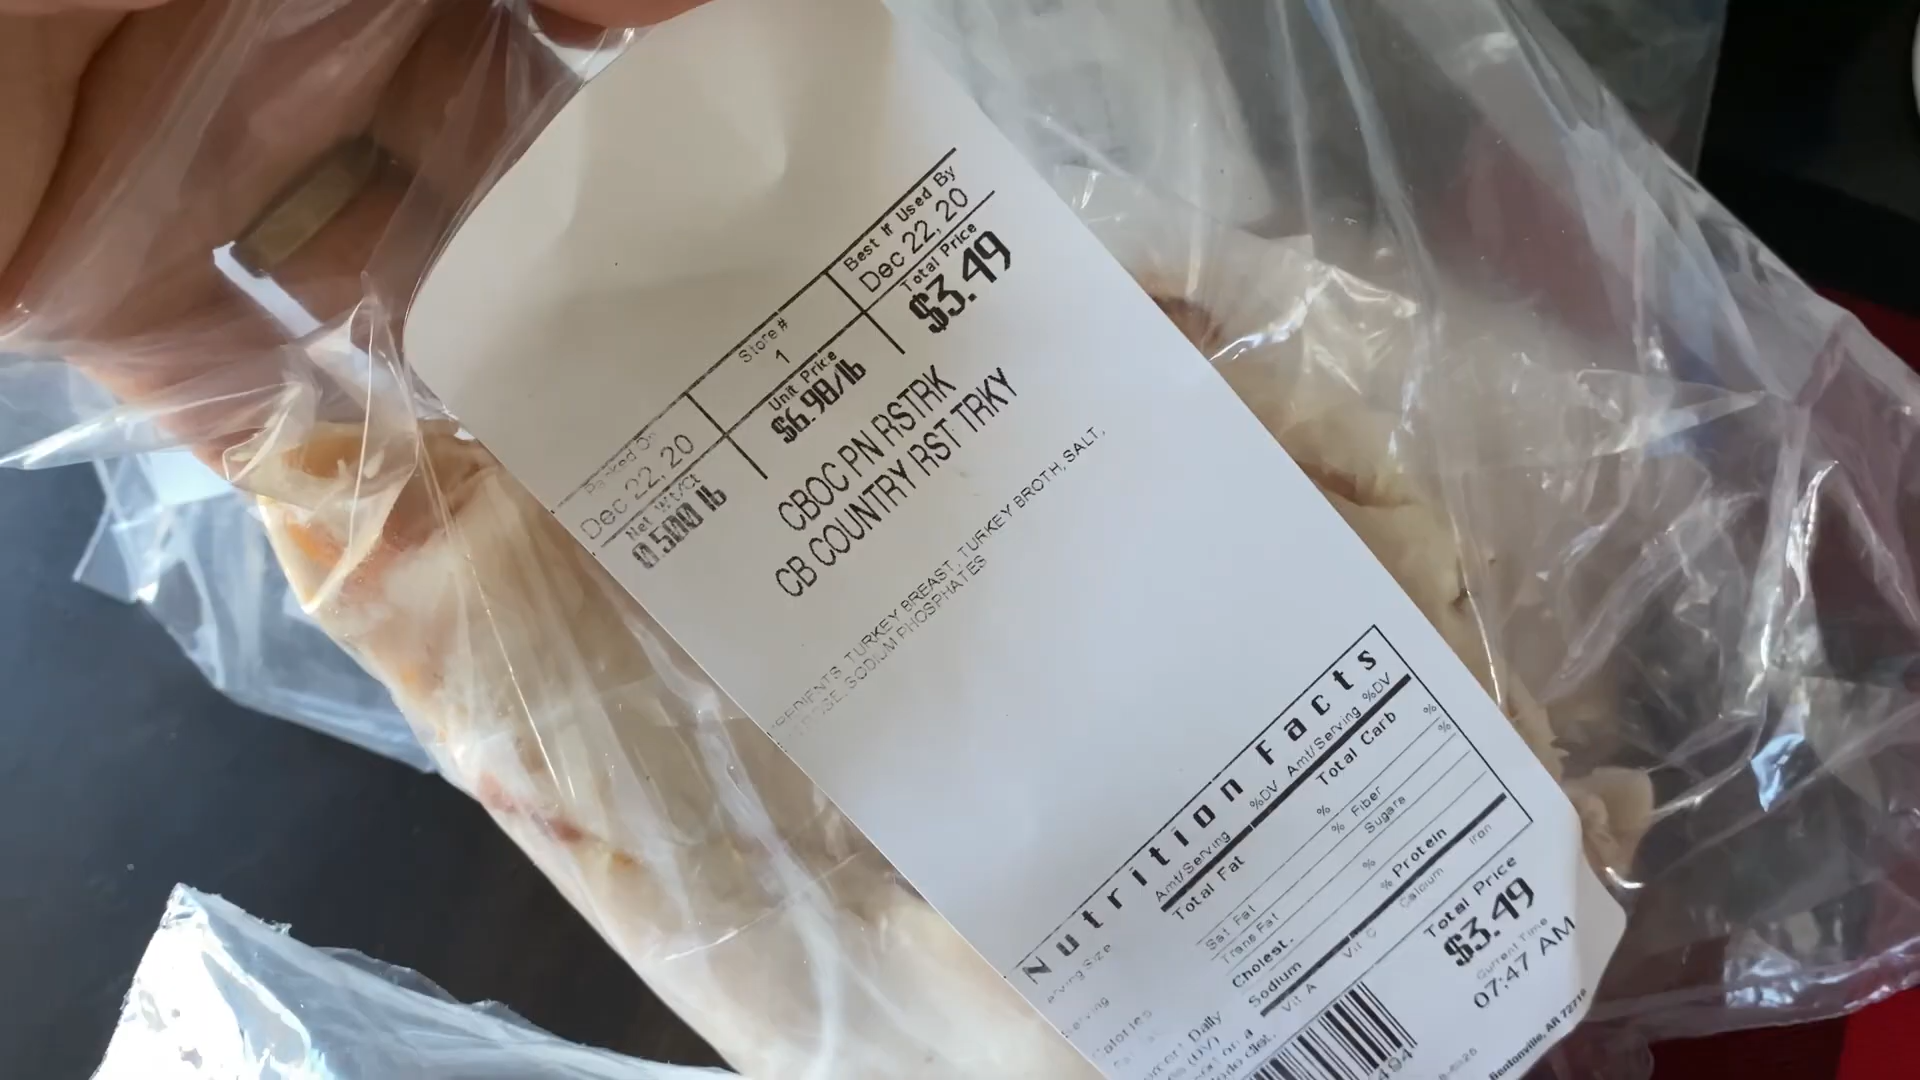 Packed On
Dec 22, 20
Store #
1
Best If Used By
Dec 22, 20
Net Wt/Ct
0.500 lb
Unit Price
$6.98/lb
Total Price
$3.49
CBOC PN RSTRK
CB COUNTRY RST TRKY
TURKEY BREAST, TURKEY BROTH, SALT,
SODIUM PHOSPHATES
Nutrition Facts
Amt/Serving %DV Amt/Serving %DV
Total Fat % Total Carb %
Sat Fat % Fiber %
Trans Fat Sugars
Cholest. % Protein
Sodium %
Vit A Vit C Calcium Iron
Total Price
$3.49
Current Time
07:47 AM
Bentonville, AR 72716